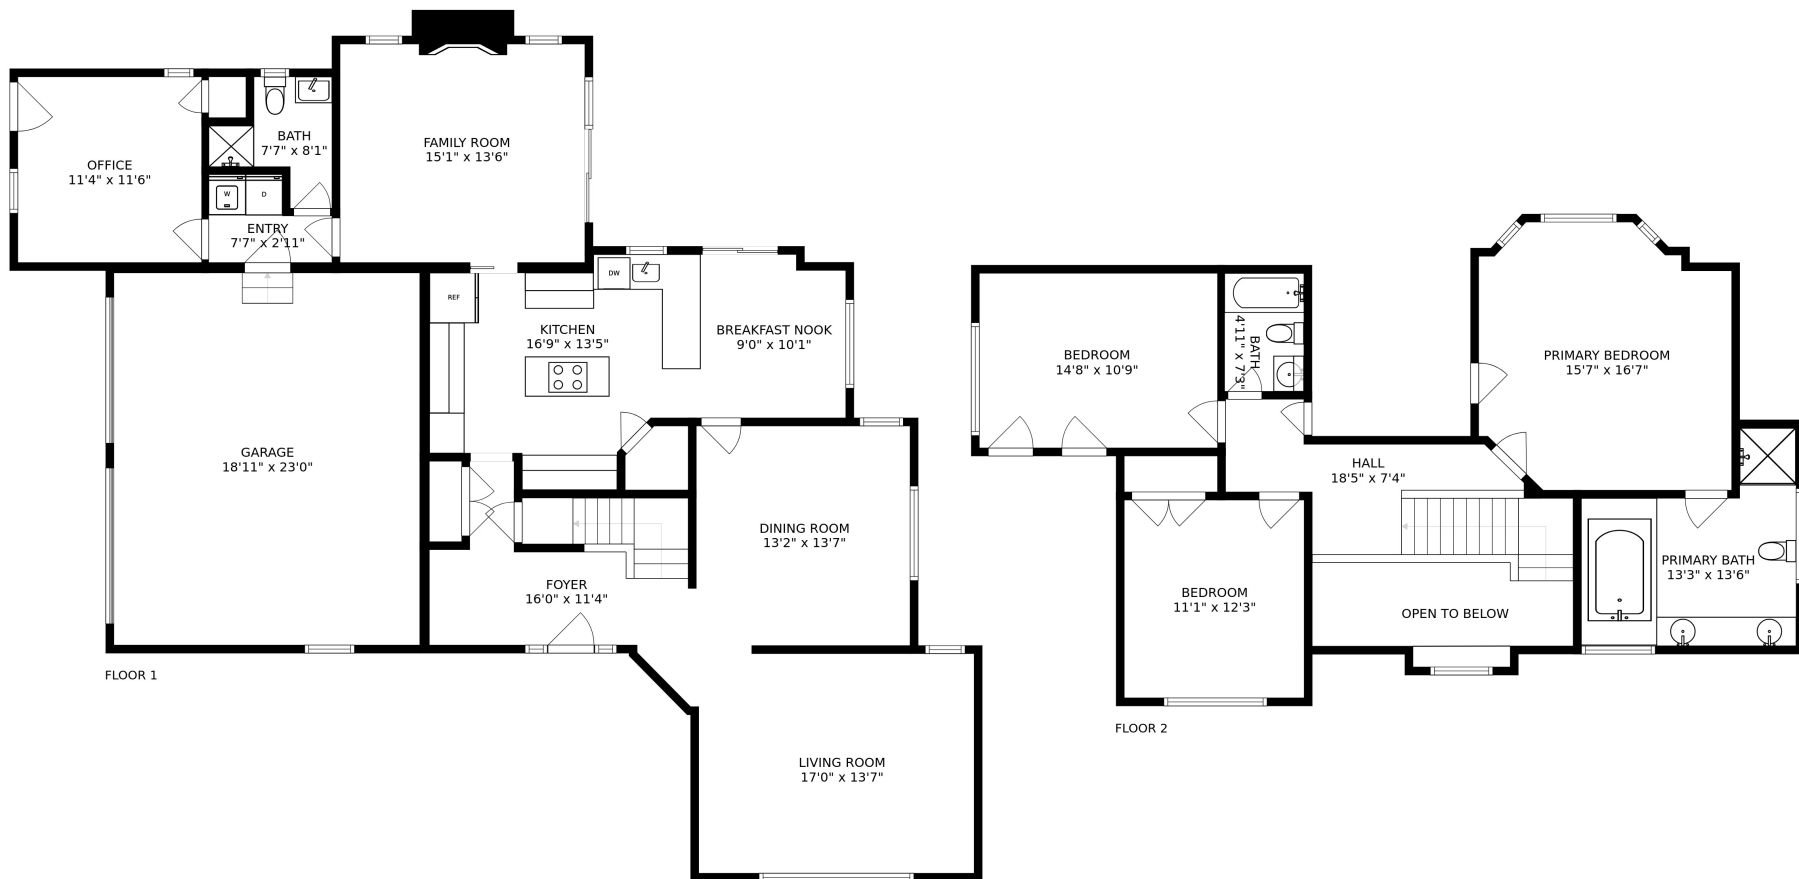 FAMILY ROOM
15'1" x 13'6"
BATH
7'7" x 8'1"
OFFICE
11'4" x 11'6"
W
D
ENTRY
7'7" x 2'11"
DW
REF
KITCHEN
16'9" x 13'5"
BREAKFAST NOOK
9'0" x 10'1"
GARAGE
18'11" x 23'0"
DINING ROOM
13'2" x 13'7"
FOYER
16'0" x 11'4"
FLOOR 1
LIVING ROOM
17'0" x 13'7"
BEDROOM
14'8" x 10'9"
BATH
4'11" x 7'3"
PRIMARY BEDROOM
15'7" x 16'7"
HALL
18'5" x 7'4"
PRIMARY BATH
13'3" x 13'6"
BEDROOM
11'1" x 12'3"
OPEN TO BELOW
FLOOR 2